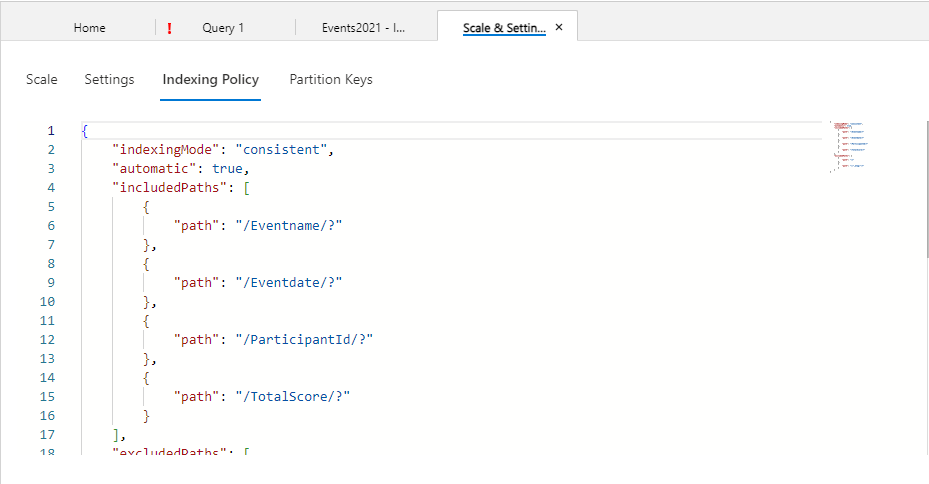 Home
! Query 1
Events2021 - I...
Scale & Settin... ×
Scale Settings Indexing Policy Partition Keys
1 {
2 "indexingMode": "consistent",
3 "automatic": true,
4 "includedPaths": [
5 {
6 "path": "/Eventname/?"
7 },
8 {
9 "path": "/Eventdate/?"
10 },
11 {
12 "path": "/ParticipantId/?"
13 },
14 {
15 "path": "/TotalScore/?"
16 }
17 ],
18 "excludedPaths": [